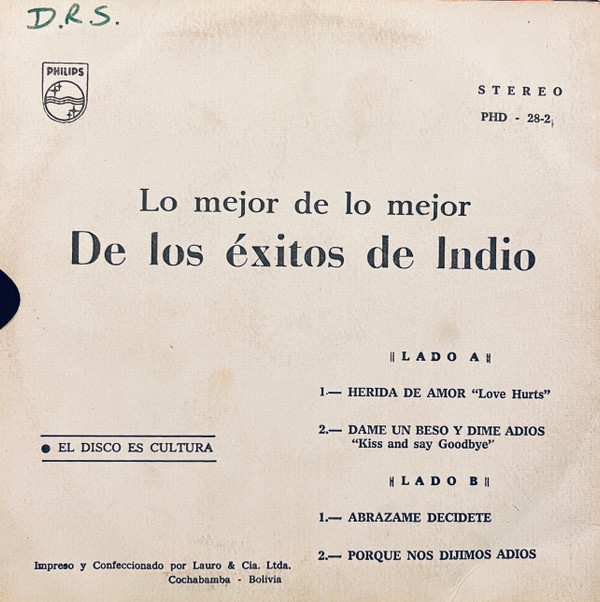 D.R.S.
PHILIPS
STEREO
PHD - 28-2
Lo mejor de lo mejor
De los éxitos de Indio
LADO A
1.— HERIDA DE AMOR "Love Hurts"
2.— DAME UN BESO Y DIME ADIOS
"Kiss and say Goodbye"
EL DISCO ES CULTURA
LADO B
1.— ABRAZAME DECIDETE
2.— PORQUE NOS DIJIMOS ADIOS
Impreso y Confeccionado por Lauro & Cia. Ltda.
Cochabamba - Bolivia